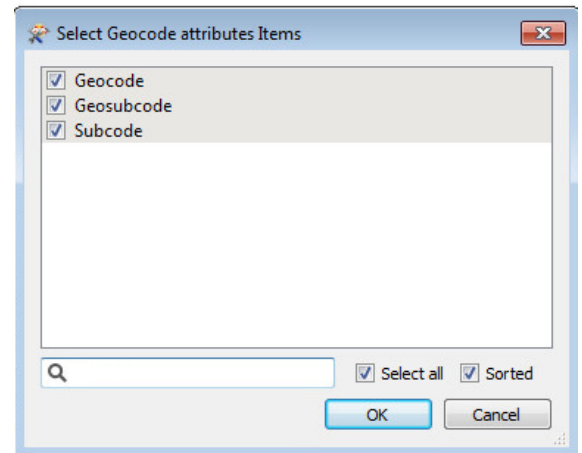 Select Geocode attributes Items
Geocode
Geosubcode
Subcode
Select all Sorted
OK Cancel